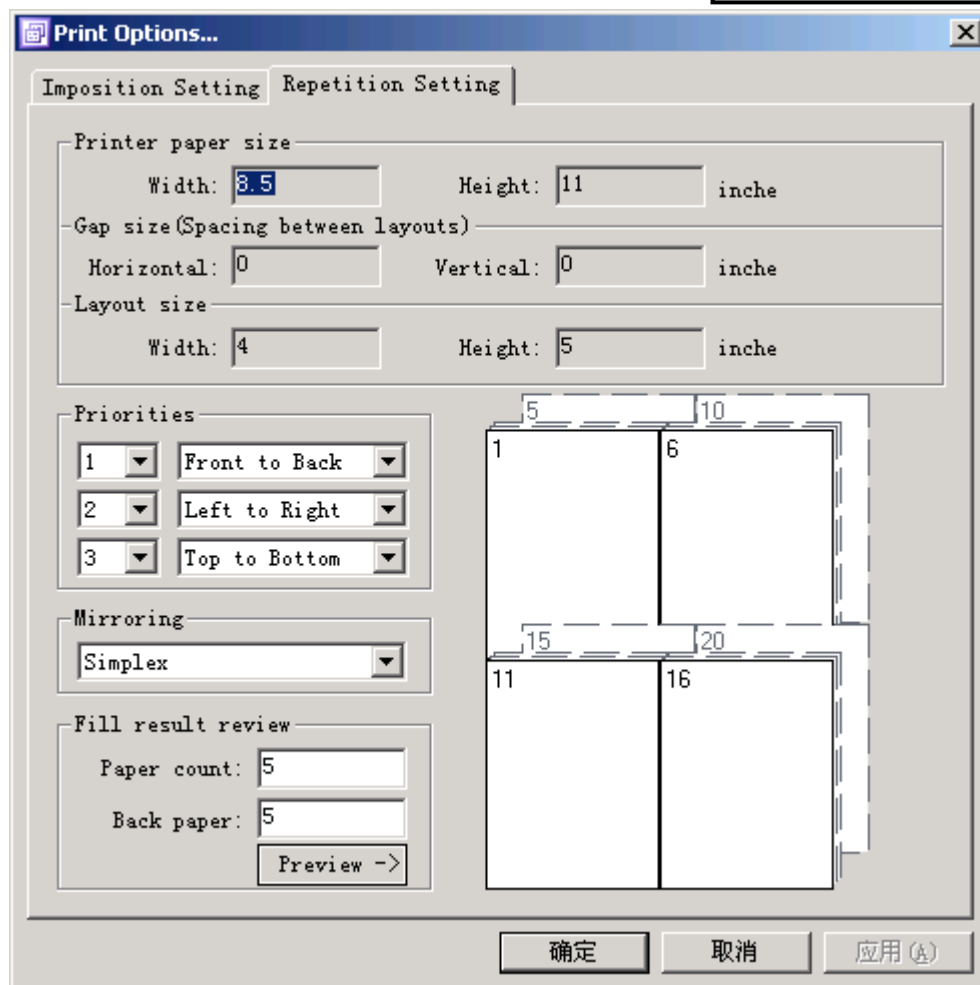 Print Options...
Imposition Setting Repetition Setting
Printer paper size
Width: 8.5 Height: 11 inche
Gap size(Spacing between layouts)
Horizontal: 0 Vertical: 0 inche
Layout size
Width: 4 Height: 5 inche
Priorities
1 Front to Back
2 Left to Right
3 Top to Bottom
Mirroring
Simplex
Fill result review
Paper count: 5
Back paper: 5
Preview ->
5 10
1 6
15 20
11 16
确定 取消 应用(A)